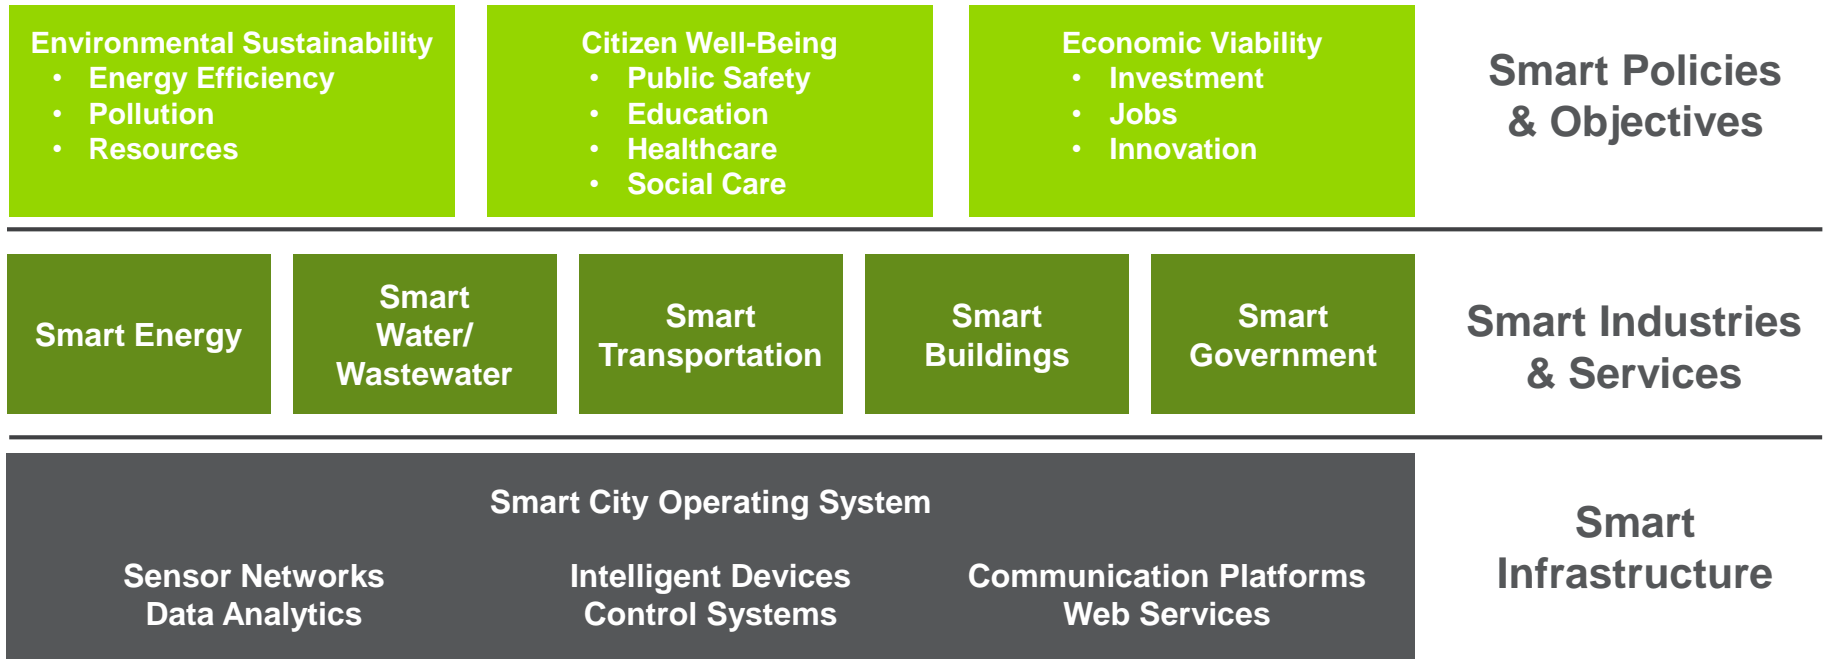 Environmental Sustainability
• Energy Efficiency
• Pollution
• Resources
Citizen Well-Being
• Public Safety
• Education
• Healthcare
• Social Care
Economic Viability
• Investment
• Jobs
• Innovation
Smart Policies
& Objectives
Smart Energy
Smart
Water/
Wastewater
Smart
Transportation
Smart
Buildings
Smart
Government
Smart Industries
& Services
Smart City Operating System
Sensor Networks
Data Analytics
Intelligent Devices
Control Systems
Communication Platforms
Web Services
Smart
Infrastructure